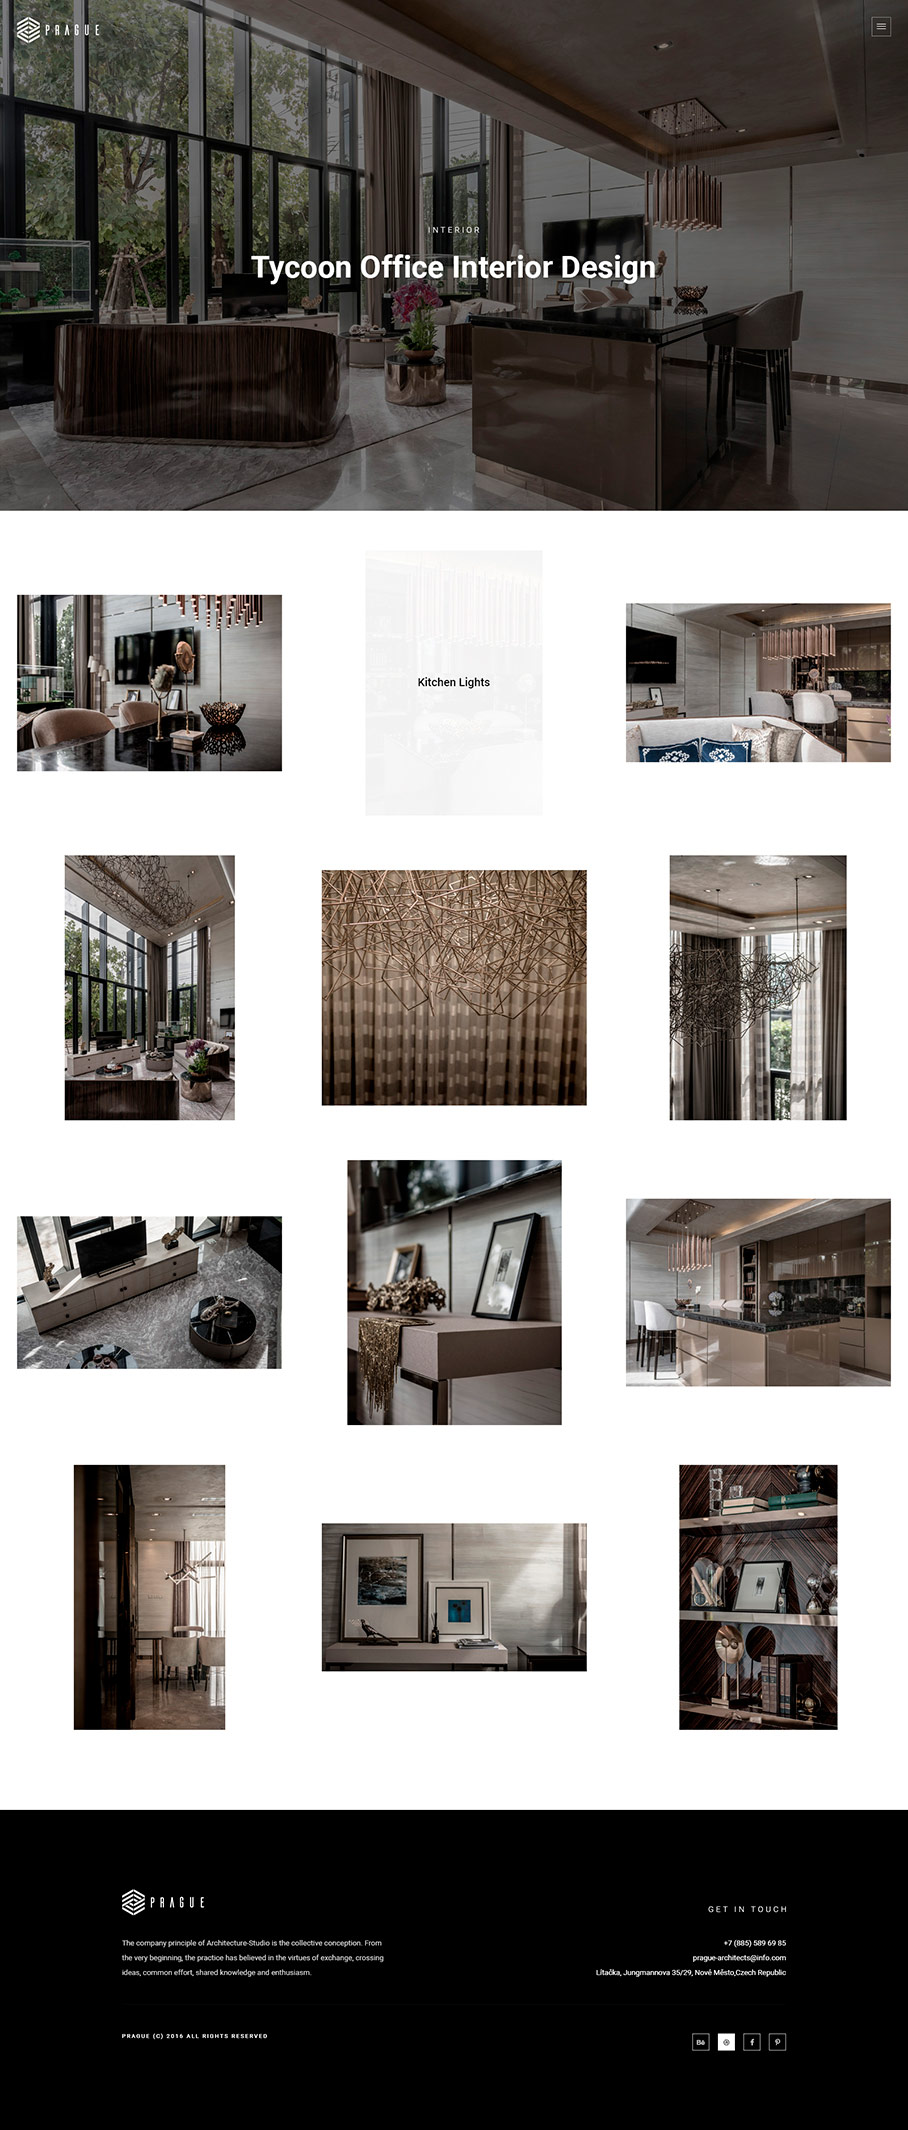 PRAGUE
INTERIOR
Tycoon Office Interior Design
Kitchen Lights
PRAGUE
GET IN TOUCH
The company principle of Architecture-Studio is the collective conception. From
the very beginning, the practice has believed in the virtues of exchange, crossing
ideas, common effort, shared knowledge and enthusiasm.
+7 (885) 589 69 85
prague-architects@info.com
Lítačka, Jungmannova 35/29, Nové Město,Czech Republic
PRAGUE (C) 2016 ALL RIGHTS RESERVED
Bē